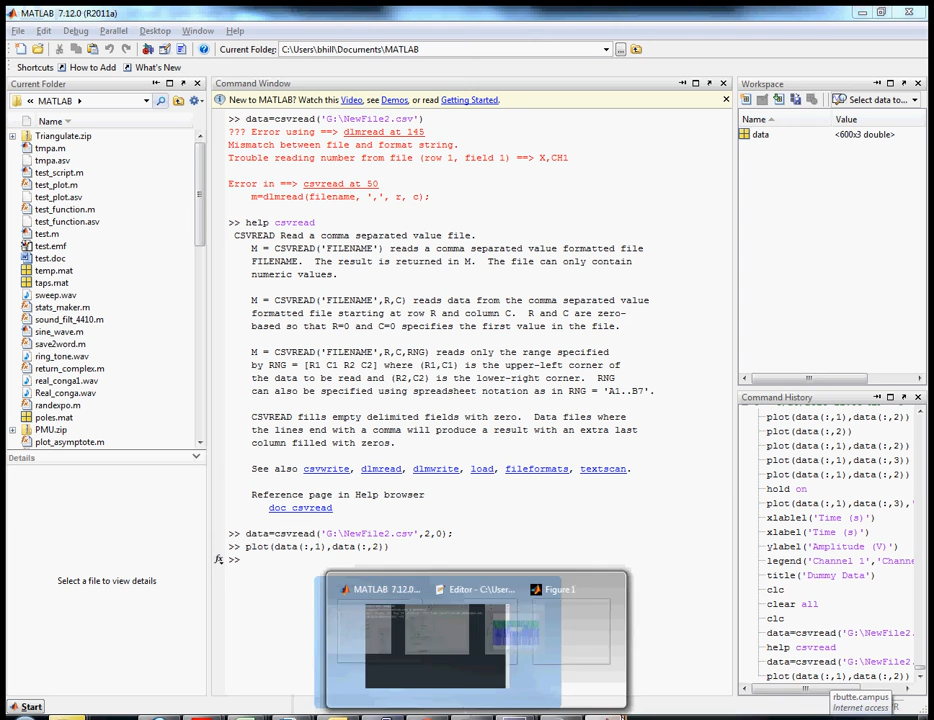 MATLAB 7.12.0 (R2011a)
File Edit Debug Parallel Desktop Window Help
Current Folder: C:\Users\bhill\Documents\MATLAB
Shortcuts How to Add What's New
Current Folder
« MATLAB
Name
Triangulate.zip
tmpa.m
tmpa.asv
test_script.m
test_plot.m
test_plot.asv
test_function.m
test_function.asv
test.m
test.emf
test.doc
temp.mat
taps.mat
sweep.wav
stats_maker.m
sound_filt_4410.m
sine_wave.m
save2word.m
ring_tone.wav
return_complex.m
real_conga1.wav
Real_conga.wav
randexpo.m
poles.mat
PMU.zip
plot_asymptote.m
Details
Select a file to view details
Start
Command Window
New to MATLAB? Watch this Video, see Demos, or read Getting Started.
>> data=csvread('G:\NewFile2.csv')
??? Error using ==> dlmread at 145
Mismatch between file and format string.
Trouble reading number from file (row 1, field 1) ==> X,CH1
Error in ==> csvread at 50
m=dlmread(filename, ',', r, c);
>> help csvread
CSVREAD Read a comma separated value file.
M = CSVREAD('FILENAME') reads a comma separated value formatted file
FILENAME.  The result is returned in M.  The file can only contain
numeric values.
M = CSVREAD('FILENAME',R,C) reads data from the comma separated value
formatted file starting at row R and column C.  R and C are zero-
based so that R=0 and C=0 specifies the first value in the file.
M = CSVREAD('FILENAME',R,C,RNG) reads only the range specified
by RNG = [R1 C1 R2 C2] where (R1,C1) is the upper-left corner of
the data to be read and (R2,C2) is the lower-right corner.  RNG
can also be specified using spreadsheet notation as in RNG = 'A1..B7'.
CSVREAD fills empty delimited fields with zero.  Data files where
the lines end with a comma will produce a result with an extra last
column filled with zeros.
See also csvwrite, dlmread, dlmwrite, load, fileformats, textscan.
Reference page in Help browser
doc csvread
>> data=csvread('G:\NewFile2.csv',2,0);
>> plot(data(:,1),data(:,2))
fx >>
MATLAB 7.12.0... Editor - C:\User... Figure 1
Workspace
Select data to...
Name Value
data <600x3 double>
Command History
plot(data(:,1),data(:,2))
plot(data(:,2))
plot(data(:,1),data(:,2))
plot(data(:,1),data(:,3))
plot(data(:,1),data(:,2))
hold on
plot(data(:,1),data(:,3),'
xlablel('Time (s)')
xlabel('Time (s)')
ylabel('Amplitude (V)')
legend('Channel 1','Channe
title('Dummy Data')
clc
clear all
clc
data=csvread('G:\NewFile2.
help csvread
data=csvread('G:\NewFile2.
plot(data(:,1),data(:,2))
rbutte.campus
Internet access